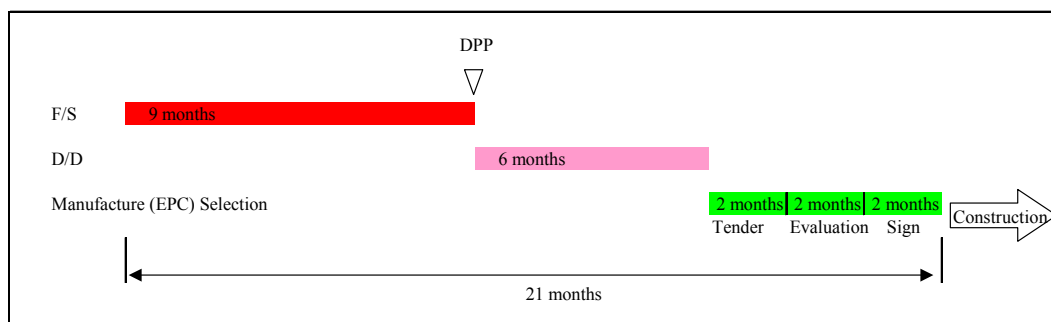 DPP
F/S
9 months
D/D
6 months
Manufacture (EPC) Selection
2 months 2 months 2 months
Construction
Tender Evaluation Sign
21 months